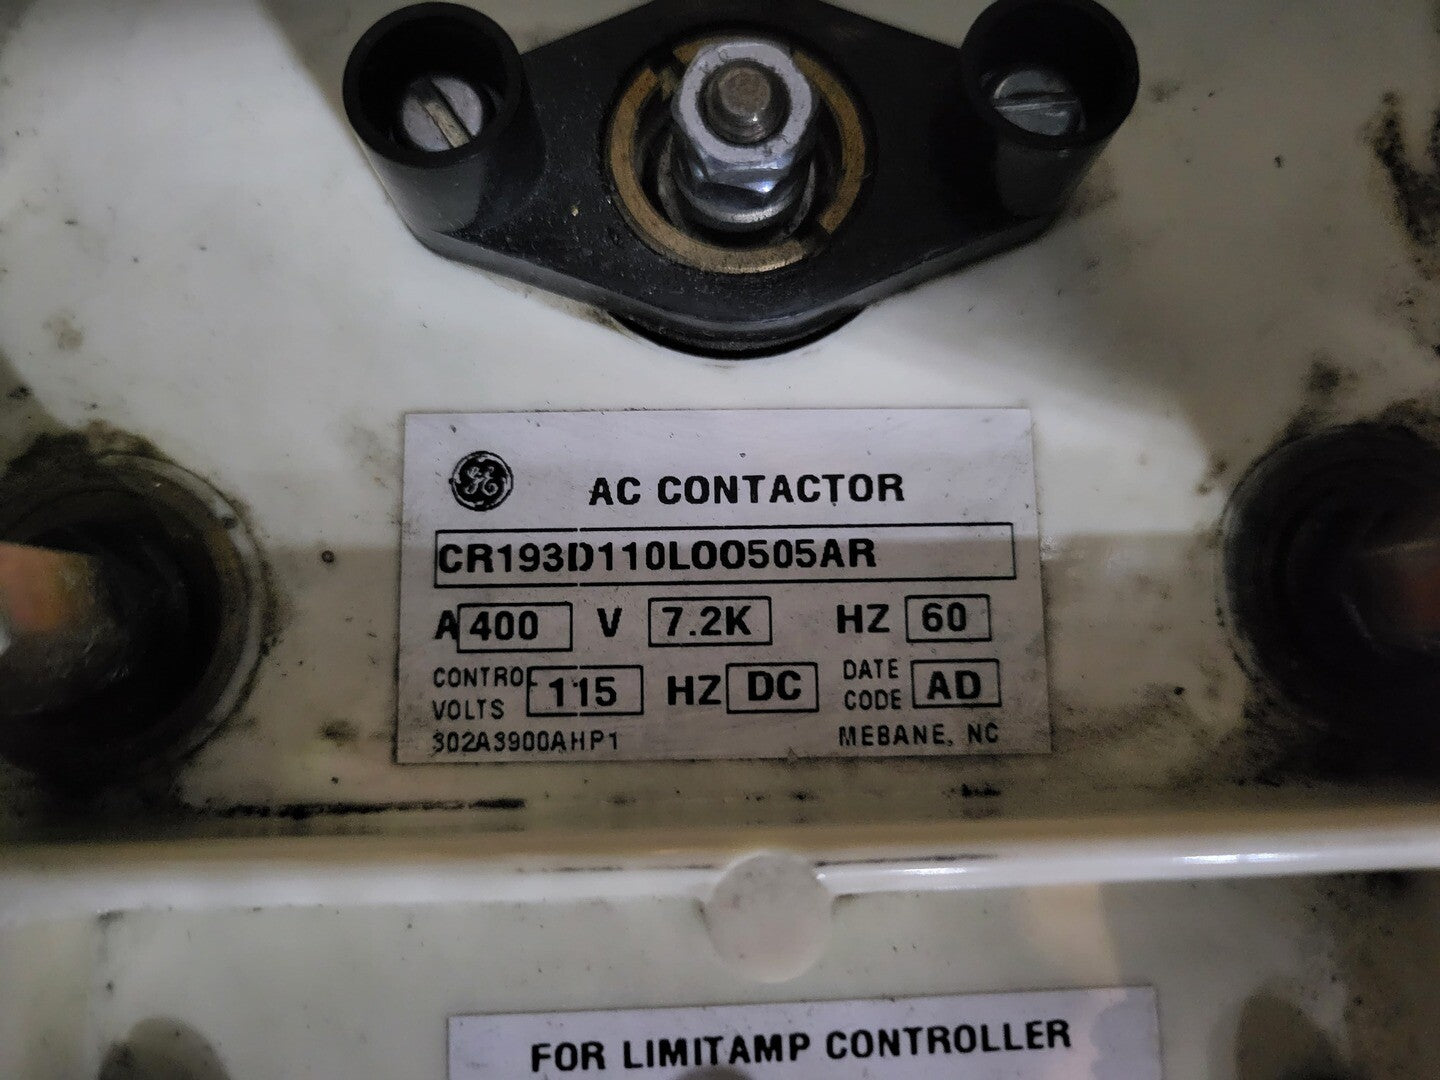 GE
AC CONTACTOR
CR193D110L00505AR
A 400 V 7.2K HZ 60
CONTROL VOLTS 115 HZ DC DATE CODE AD
302A3900AHP1 MEBANE, NC
FOR LIMITAMP CONTROLLER